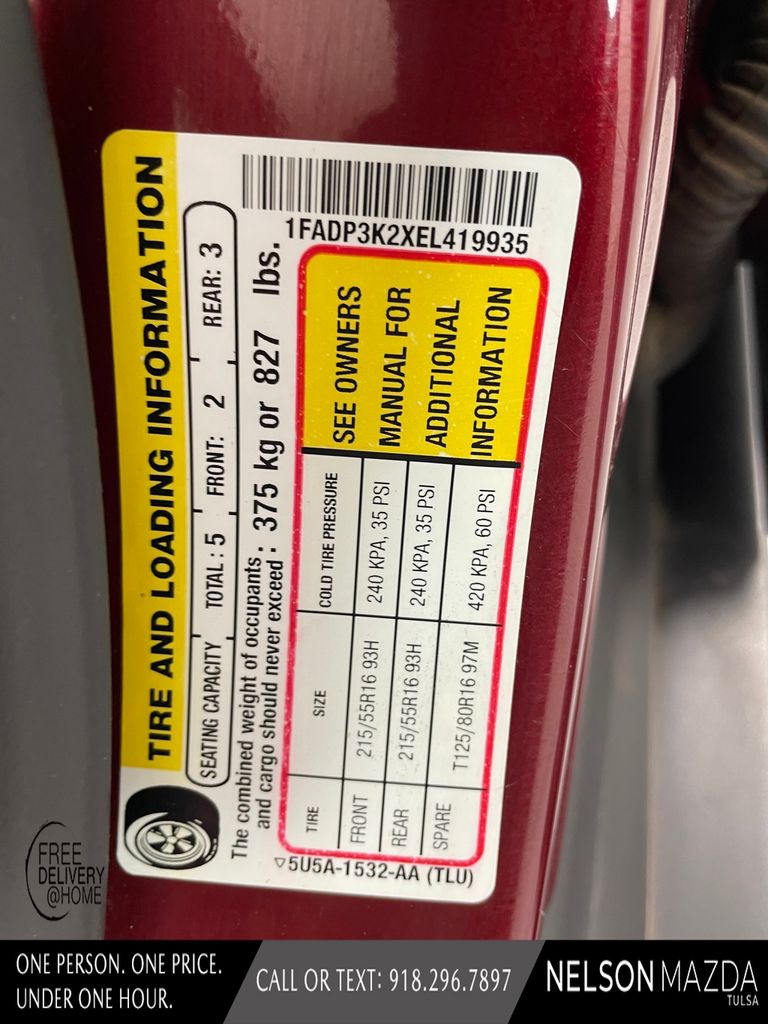 TIRE AND LOADING INFORMATION
SEATING CAPACITY TOTAL : 5 FRONT: 2 REAR: 3
The combined weight of occupants
and cargo should never exceed : 375 kg or 827 lbs.
1FADP3K2XEL419935
TIRE SIZE COLD TIRE PRESSURE
FRONT 215/55R16 93H 240 KPA, 35 PSI
REAR 215/55R16 93H 240 KPA, 35 PSI
SPARE T125/80R16 97M 420 KPA, 60 PSI
SEE OWNERS
MANUAL FOR
ADDITIONAL
INFORMATION
▽5U5A-1532-AA (TLU)
FREE
DELIVERY
@HOME
ONE PERSON. ONE PRICE.
UNDER ONE HOUR.
CALL OR TEXT: 918.296.7897
NELSON MAZDA
TULSA